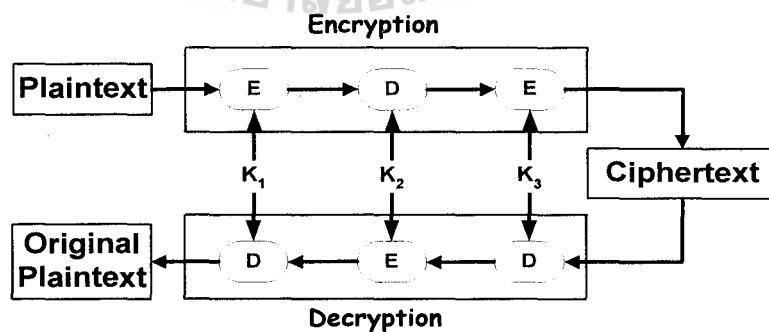 Encryption
Plaintext
E
D
E
K₁
K₂
K₃
Ciphertext
Original
Plaintext
D
E
D
Decryption